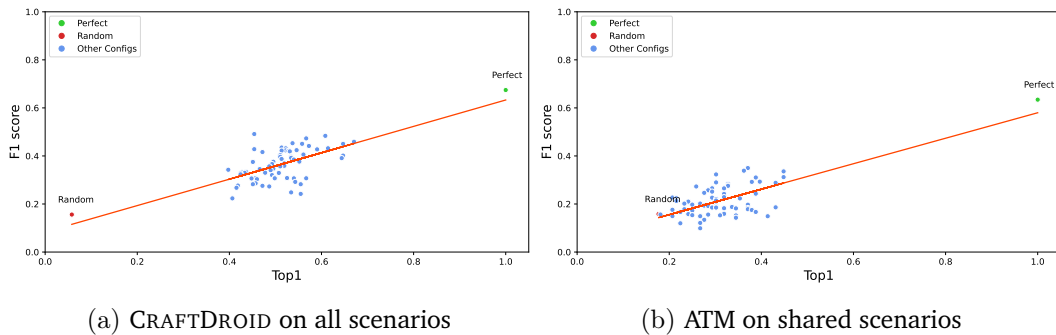 Perfect
Random
Other Configs
Perfect
Random
F1 score
1.0
0.8
0.6
0.4
0.2
0.0
0.0 0.2 0.4 0.6 0.8 1.0
Top1
(a) CRAFTDROID on all scenarios
Perfect
Random
Other Configs
Perfect
Random
F1 score
1.0
0.8
0.6
0.4
0.2
0.0
0.0 0.2 0.4 0.6 0.8 1.0
Top1
(b) ATM on shared scenarios